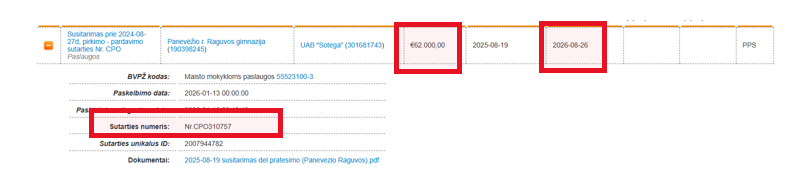 Susitarimas prie 2024-08-
27d, pirkimo - pardavimo
sutarties Nr. CPO
Paslaugos
Panevėžio r. Raguvos gimnazija
(190398245)
UAB "Sotega" (301681743)
€62.000,00
2025-08-19
2026-08-26
PPS
BVPŽ kodas: Maisto mokykloms paslaugos 55523100-3
Paskelbimo data: 2026-01-13 00:00:00
Sutarties numeris: Nr.CPO310757
Sutarties unikalus ID: 2007944782
Dokumentai: 2025-08-19 susitarimas del pratesimo (Panevezio Raguvos).pdf